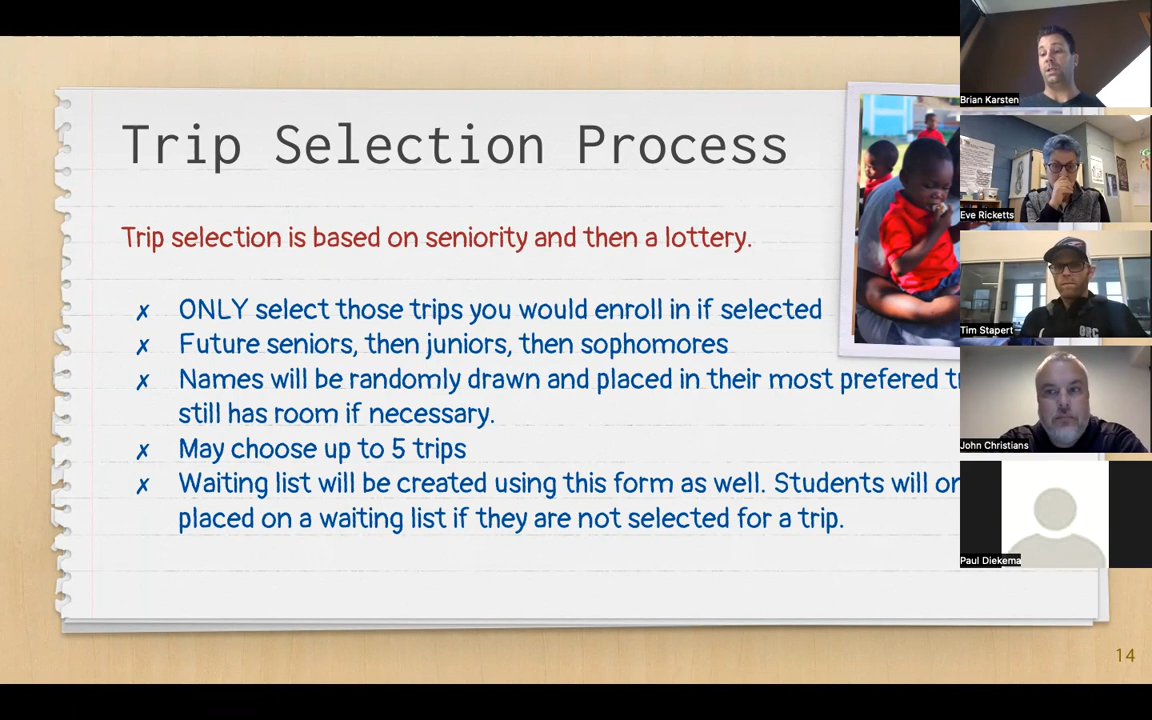 Trip Selection Process
Trip selection is based on seniority and then a lottery.
✗ ONLY select those trips you would enroll in if selected
✗ Future seniors, then juniors, then sophomores
✗ Names will be randomly drawn and placed in their most prefered
still has room if necessary.
✗ May choose up to 5 trips
✗ Waiting list will be created using this form as well. Students will
placed on a waiting list if they are not selected for a trip.
14
Brian Karsten
Eve Ricketts
Tim Stapert
ORC
John Christians
Paul Diekema